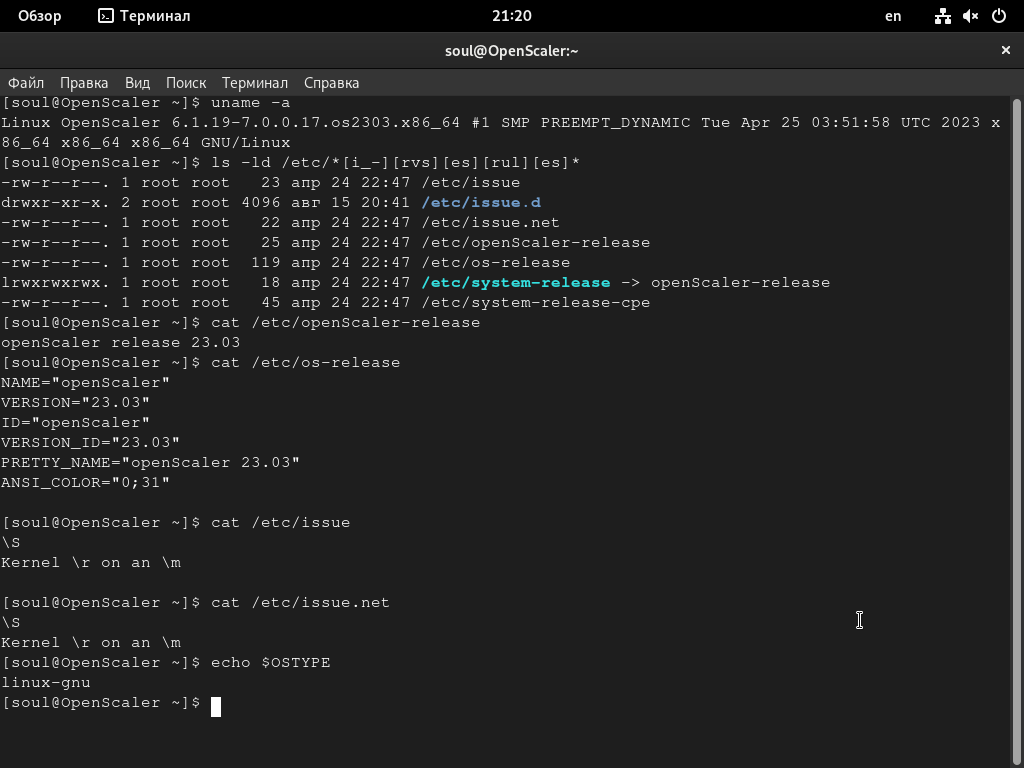 Обзор Терминал 21:20 en
soul@OpenScaler:~
Файл Правка Вид Поиск Терминал Справка
[soul@OpenScaler ~]$ uname -a
Linux OpenScaler 6.1.19-7.0.0.17.os2303.x86_64 #1 SMP PREEMPT_DYNAMIC Tue Apr 25 03:51:58 UTC 2023 x
86_64 x86_64 x86_64 GNU/Linux
[soul@OpenScaler ~]$ ls -ld /etc/*[i_-][rvs][es][rul][es]*
-rw-r--r--. 1 root root   23 апр 24 22:47 /etc/issue
drwxr-xr-x. 2 root root 4096 авг 15 20:41 /etc/issue.d
-rw-r--r--. 1 root root   22 апр 24 22:47 /etc/issue.net
-rw-r--r--. 1 root root   25 апр 24 22:47 /etc/openScaler-release
-rw-r--r--. 1 root root  119 апр 24 22:47 /etc/os-release
lrwxrwxrwx. 1 root root   18 апр 24 22:47 /etc/system-release -> openScaler-release
-rw-r--r--. 1 root root   45 апр 24 22:47 /etc/system-release-cpe
[soul@OpenScaler ~]$ cat /etc/openScaler-release
openScaler release 23.03
[soul@OpenScaler ~]$ cat /etc/os-release
NAME="openScaler"
VERSION="23.03"
ID="openScaler"
VERSION_ID="23.03"
PRETTY_NAME="openScaler 23.03"
ANSI_COLOR="0;31"

[soul@OpenScaler ~]$ cat /etc/issue
\S
Kernel \r on an \m

[soul@OpenScaler ~]$ cat /etc/issue.net
\S
Kernel \r on an \m
[soul@OpenScaler ~]$ echo $OSTYPE
linux-gnu
[soul@OpenScaler ~]$